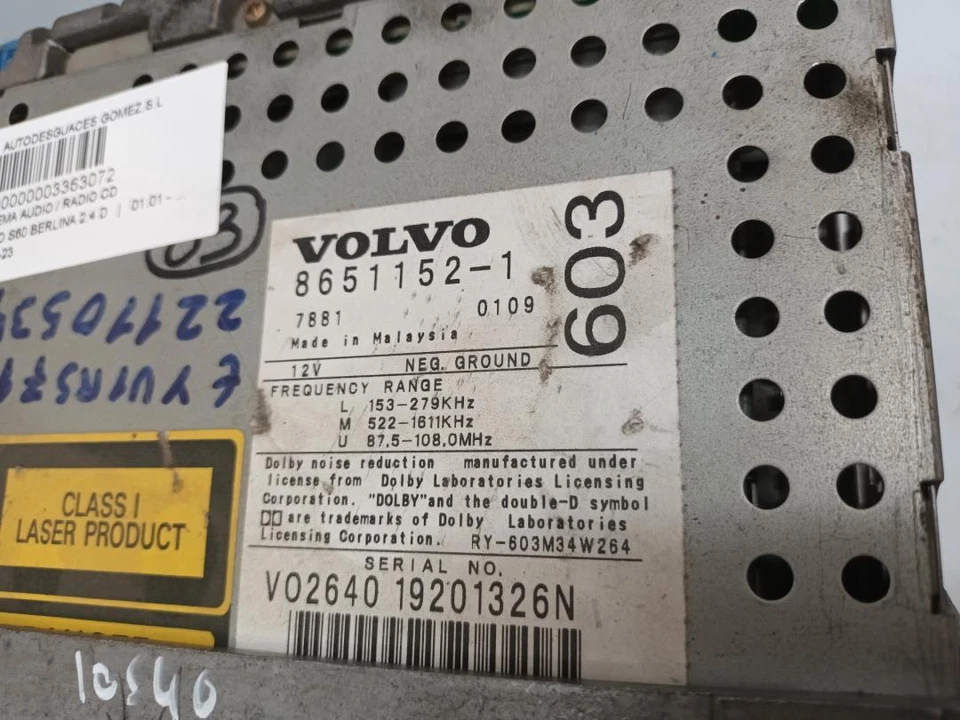 AUTODESGUACES GOMEZ,S.L
00000003363072
EMA AUDIO / RADIO CD
O S60 BERLINA 2.4 D | 01.01 - ...
-23
03
VOLVO
8651152-1
7881 0109
603
Made in Malaysia
12V NEG. GROUND
FREQUENCY RANGE
L 153-279KHz
M 522-1611KHz
U 87,5-108,0MHz
Dolby noise reduction manufactured under
license from Dolby Laboratories Licensing
Corporation. "DOLBY"and the double-D symbol
are trademarks of Dolby Laboratories
Licensing Corporation. RY-603M34W264
SERIAL NO.
VO2640 19201326N
CLASS I
LASER PRODUCT
10540